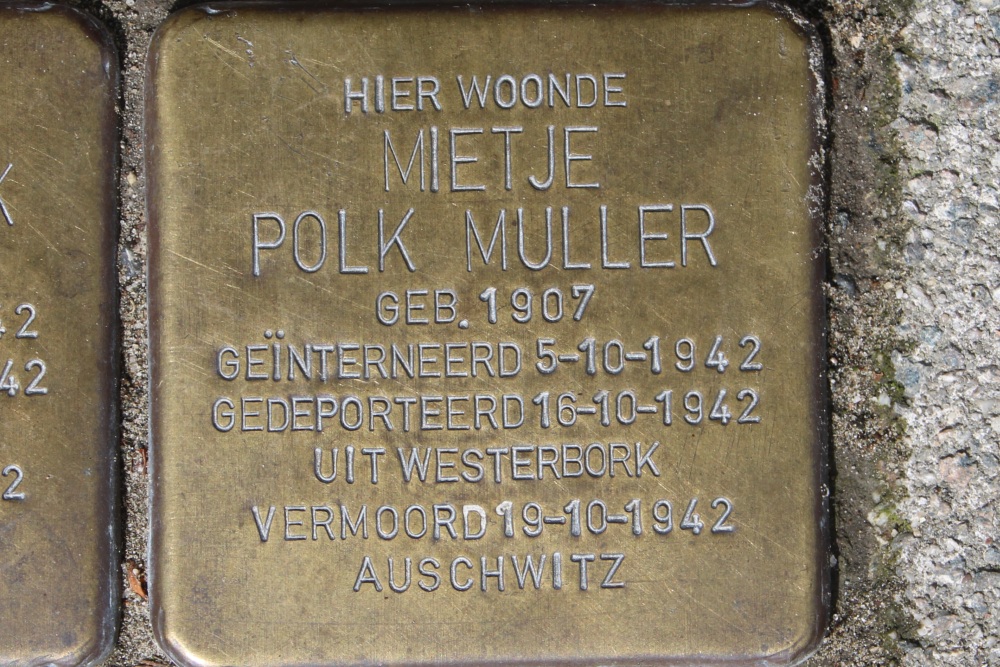 HIER WOONDE
MIETJE
POLK MULLER
GEB. 1907
GEÏNTERNEERD 5-10-1942
GEDEPORTEERD 16-10-1942
UIT WESTERBORK
VERMOORD 19-10-1942
AUSCHWITZ